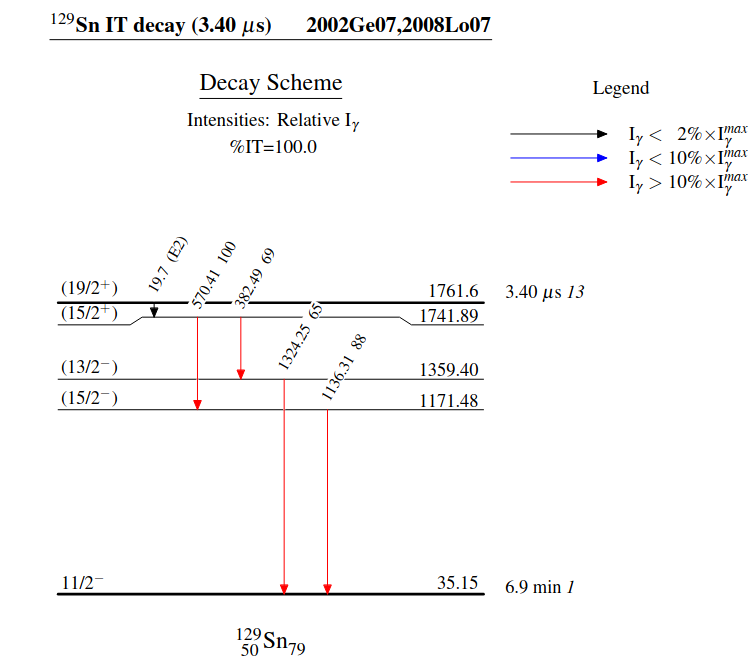 ¹²⁹Sn IT decay (3.40 μs) 2002Ge07,2008Lo07
Decay Scheme
Intensities: Relative Iγ
%IT=100.0
Legend
Iγ < 2%×Iγᵐᵃˣ
Iγ < 10%×Iγᵐᵃˣ
Iγ > 10%×Iγᵐᵃˣ
19.7 (E2)
570.41 100
382.49 69
1324.25 65
1136.31 88
(19/2⁺) 1761.6 3.40 μs 13
(15/2⁺) 1741.89
(13/2⁻) 1359.40
(15/2⁻) 1171.48
11/2⁻ 35.15 6.9 min 1
¹²⁹₅₀Sn₇₉